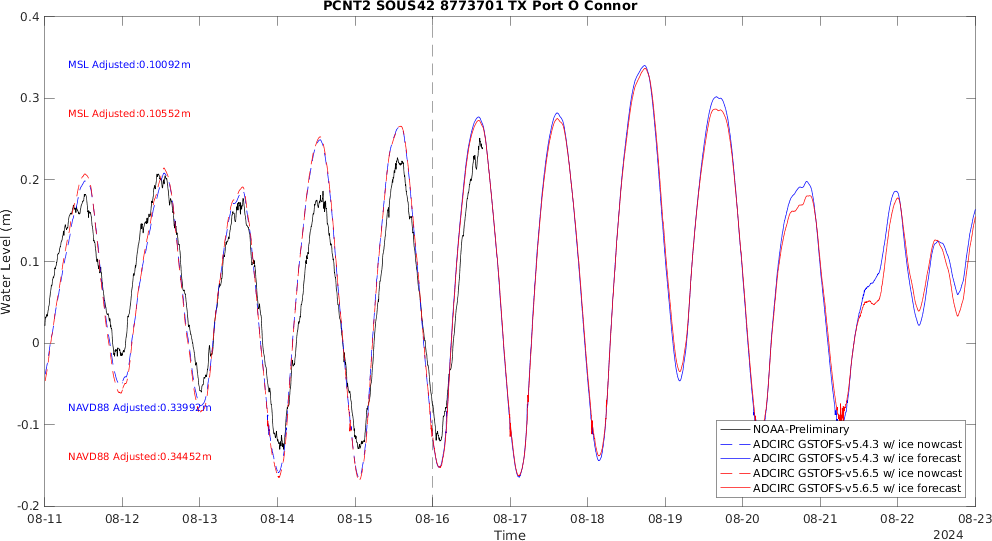 PCNT2 SOUS42 8773701 TX Port O Connor
0.4
MSL Adjusted:0.10092m
0.3
MSL Adjusted:0.10552m
0.2
Water Level (m)
0.1
0
NAVD88 Adjusted:0.33992m
-0.1
NAVD88 Adjusted:0.34452m
-0.2
NOAA-Preliminary
ADCIRC GSTOFS-v5.4.3 w/ ice nowcast
ADCIRC GSTOFS-v5.4.3 w/ ice forecast
ADCIRC GSTOFS-v5.6.5 w/ ice nowcast
ADCIRC GSTOFS-v5.6.5 w/ ice forecast
08-11 08-12 08-13 08-14 08-15 08-16 08-17 08-18 08-19 08-20 08-21 08-22 08-23
Time
2024